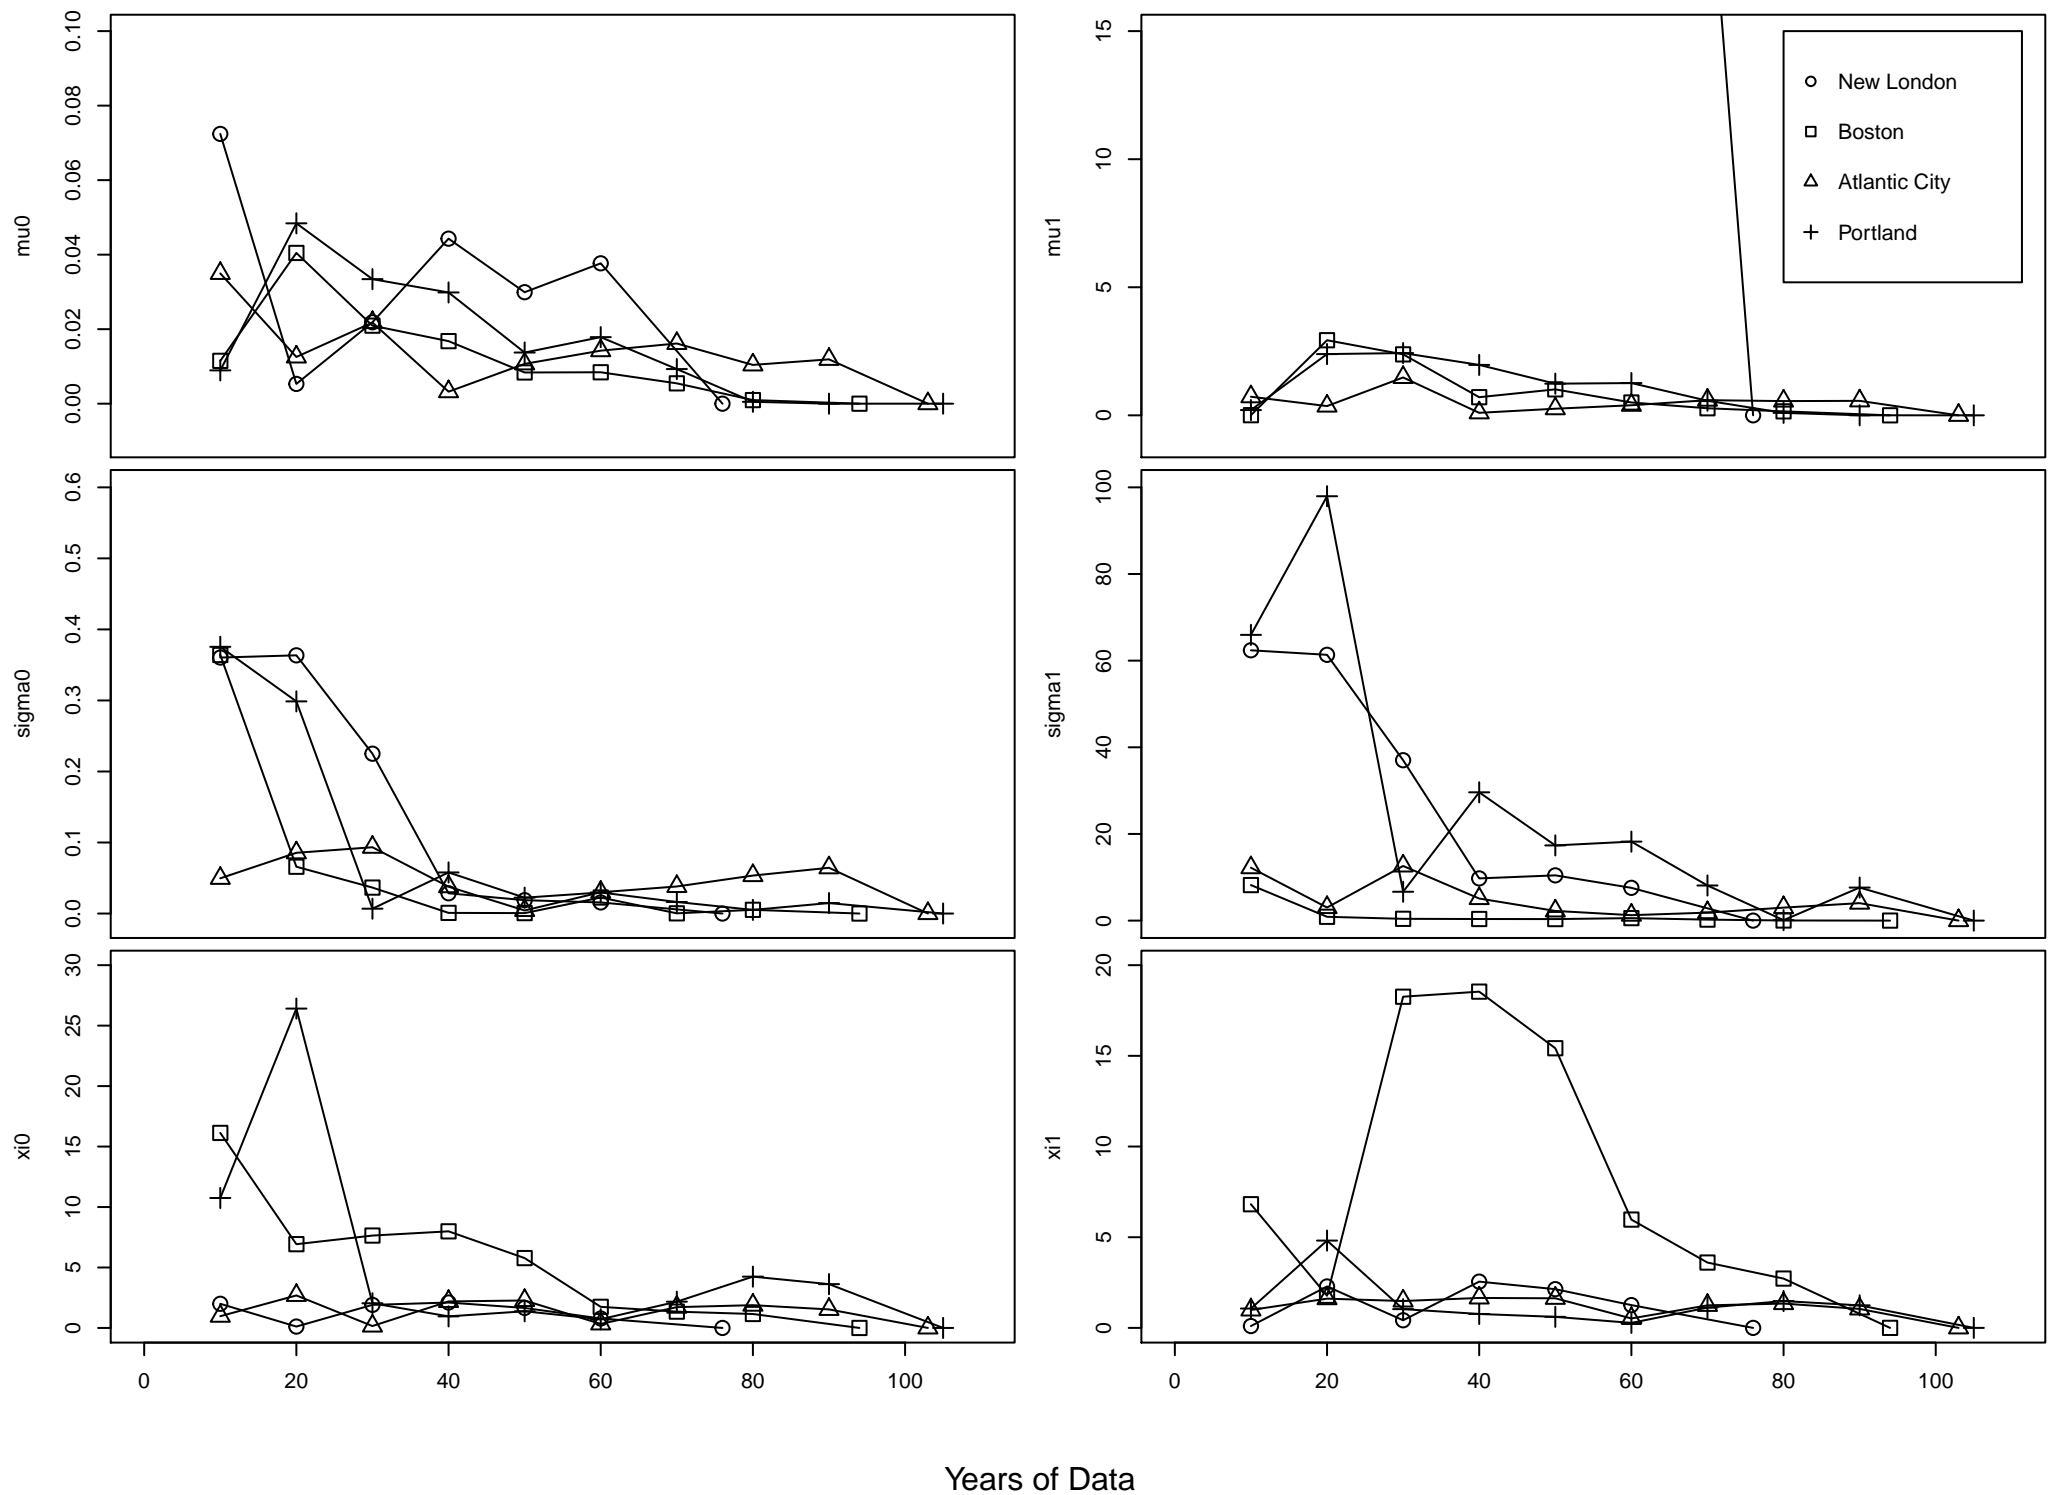 mu0
0.00 0.02 0.04 0.06 0.08 0.10
mu1
0 5 10 15
New London
Boston
Atlantic City
Portland
sigma0
0.0 0.1 0.2 0.3 0.4 0.5 0.6
sigma1
0 20 40 60 80 100
xi0
0 5 10 15 20 25 30
xi1
0 5 10 15 20
0 20 40 60 80 100
0 20 40 60 80 100
Years of Data